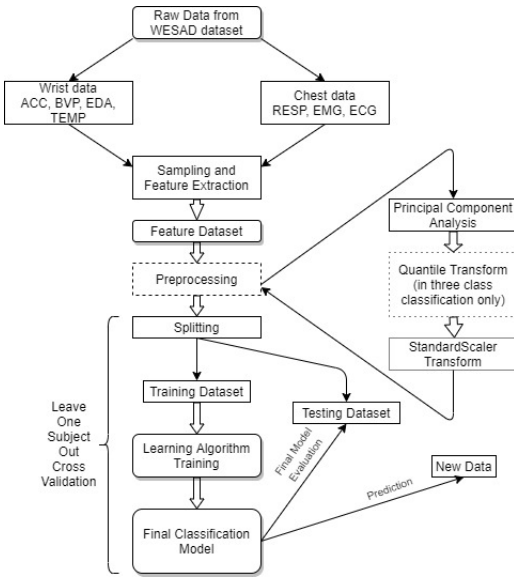 Raw Data from
WESAD dataset
Wrist data
ACC, BVP, EDA,
TEMP
Chest data
RESP, EMG, ECG
Sampling and
Feature Extraction
Feature Dataset
Preprocessing
Principal Component
Analysis
Quantile Transform
(in three class
classification only)
StandardScaler
Transform
Splitting
Training Dataset
Testing Dataset
Leave
One
Subject
Out
Cross
Validation
Learning Algorithm
Training
Final Model
Evaluation
New Data
Prediction
Final Classification
Model